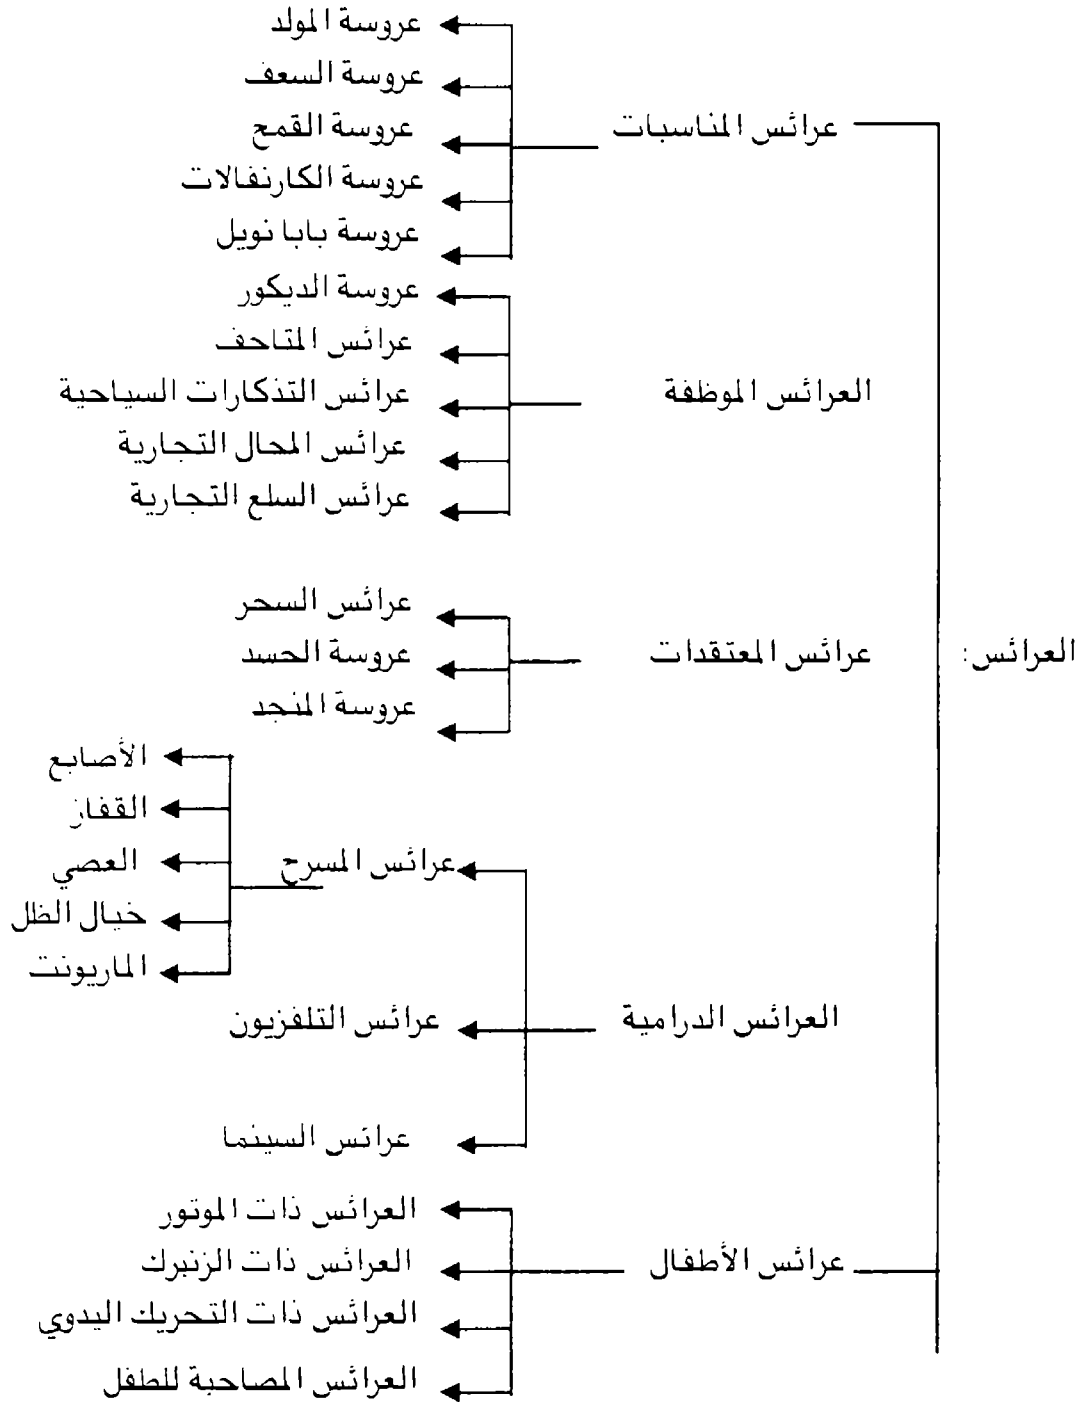 العرائس:
عرائس المناسبات
عروسة المولد
عروسة السعف
عروسة القمح
عروسة الكارنفالات
عروسة بابا نويل
العرائس الموظفة
عروسة الديكور
عرائس المتاحف
عرائس التذكارات السياحية
عرائس المحال التجارية
عرائس السلع التجارية
عرائس المعتقدات
عرائس السحر
عروسة الحسد
عروسة المنجد
العرائس الدرامية
عرائس المسرح
الأصابع
القفاز
العصي
خيال الظل
الماريونت
عرائس التلفزيون
عرائس السينما
عرائس الأطفال
العرائس ذات الموتور
العرائس ذات الزنبرك
العرائس ذات التحريك اليدوي
العرائس المصاحبة للطفل